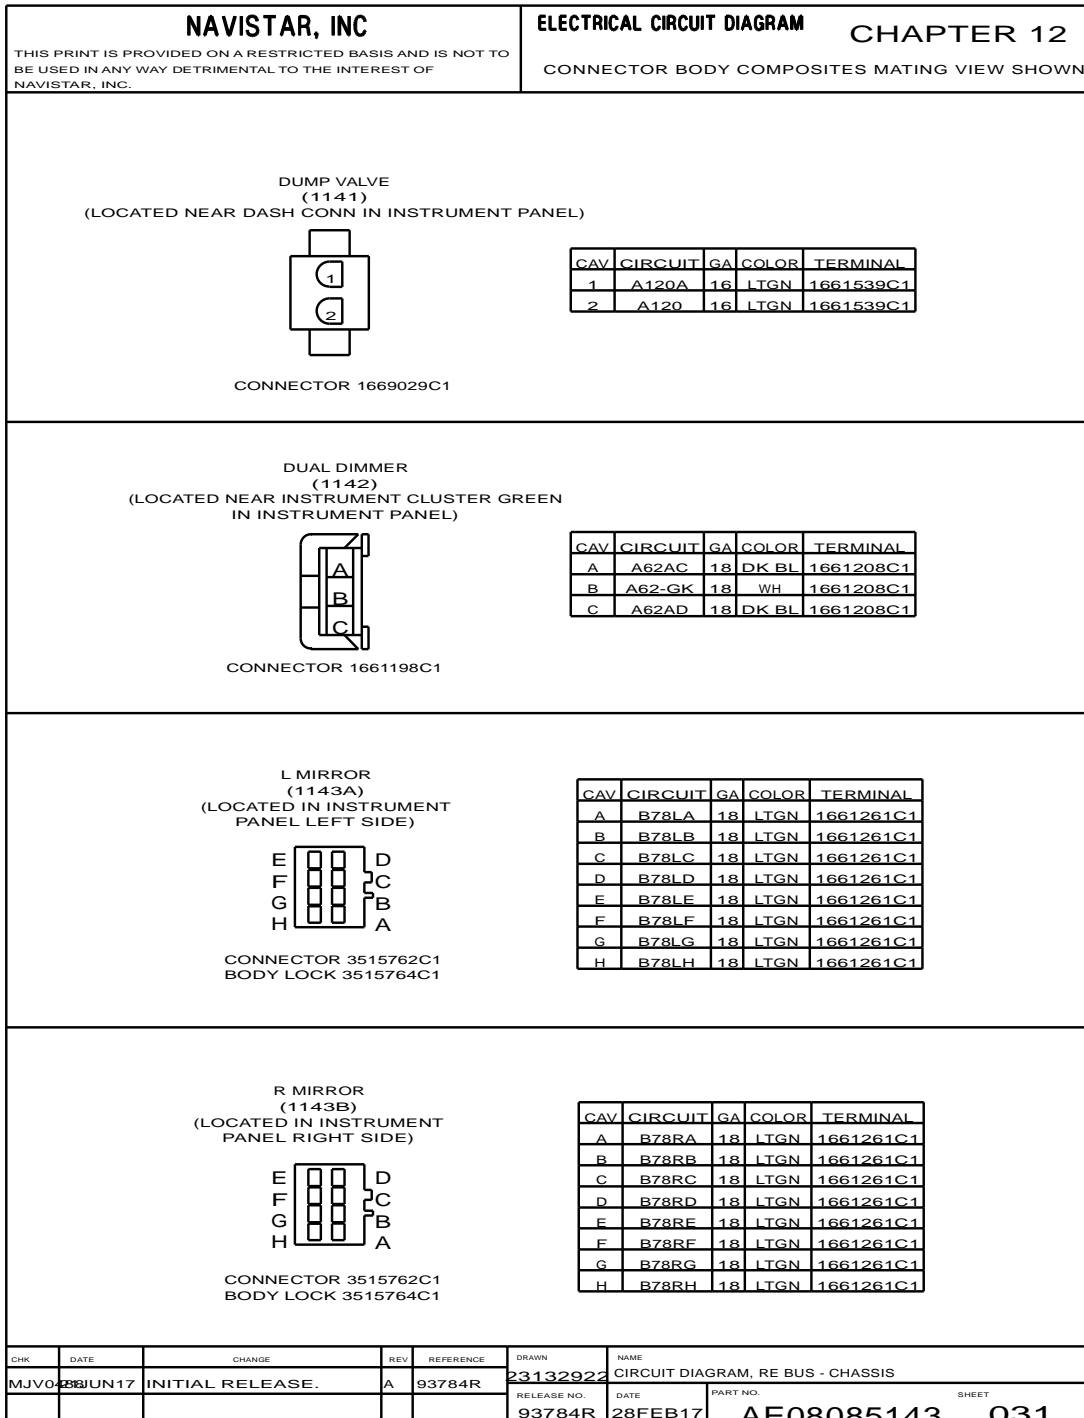 NAVISTAR, INC
THIS PRINT IS PROVIDED ON A RESTRICTED BASIS AND IS NOT TO
BE USED IN ANY WAY DETRIMENTAL TO THE INTEREST OF
NAVISTAR, INC.
ELECTRICAL CIRCUIT DIAGRAM CHAPTER 12
CONNECTOR BODY COMPOSITES MATING VIEW SHOWN
DUMP VALVE
(1141)
(LOCATED NEAR DASH CONN IN INSTRUMENT PANEL)
1
2
CONNECTOR 1669029C1
CAV CIRCUIT GA COLOR TERMINAL
1 A120A 16 LTGN 1661539C1
2 A120 16 LTGN 1661539C1
DUAL DIMMER
(1142)
(LOCATED NEAR INSTRUMENT CLUSTER GREEN
IN INSTRUMENT PANEL)
A
B
C
CONNECTOR 1661198C1
CAV CIRCUIT GA COLOR TERMINAL
A A62AC 18 DK BL 1661208C1
B A62-GK 18 WH 1661208C1
C A62AD 18 DK BL 1661208C1
L MIRROR
(1143A)
(LOCATED IN INSTRUMENT
PANEL LEFT SIDE)
E D
F C
G B
H A
CONNECTOR 3515762C1
BODY LOCK 3515764C1
CAV CIRCUIT GA COLOR TERMINAL
A B78LA 18 LTGN 1661261C1
B B78LB 18 LTGN 1661261C1
C B78LC 18 LTGN 1661261C1
D B78LD 18 LTGN 1661261C1
E B78LE 18 LTGN 1661261C1
F B78LF 18 LTGN 1661261C1
G B78LG 18 LTGN 1661261C1
H B78LH 18 LTGN 1661261C1
R MIRROR
(1143B)
(LOCATED IN INSTRUMENT
PANEL RIGHT SIDE)
E D
F C
G B
H A
CONNECTOR 3515762C1
BODY LOCK 3515764C1
CAV CIRCUIT GA COLOR TERMINAL
A B78RA 18 LTGN 1661261C1
B B78RB 18 LTGN 1661261C1
C B78RC 18 LTGN 1661261C1
D B78RD 18 LTGN 1661261C1
E B78RE 18 LTGN 1661261C1
F B78RF 18 LTGN 1661261C1
G B78RG 18 LTGN 1661261C1
H B78RH 18 LTGN 1661261C1
CHK DATE CHANGE REV REFERENCE
INITIAL RELEASE. A 93784R
DRAWN
23132922
NAME
CIRCUIT DIAGRAM, RE BUS - CHASSIS
RELEASE NO. DATE PART NO. SHEET
93784R 28FEB17 AE08085143 031